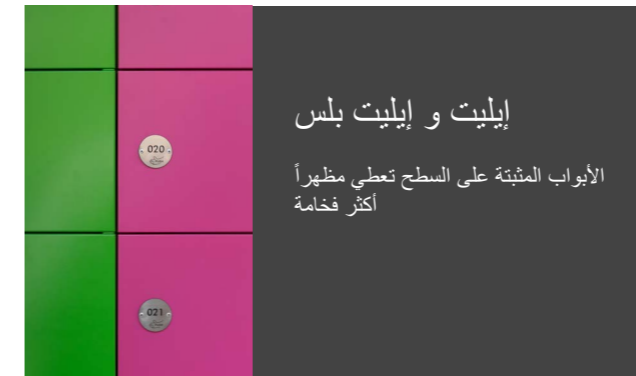 إيليت و إيليت بلس
الأبواب المثبتة على السطح تعطي مظهراً
أكثر فخامة
020
021